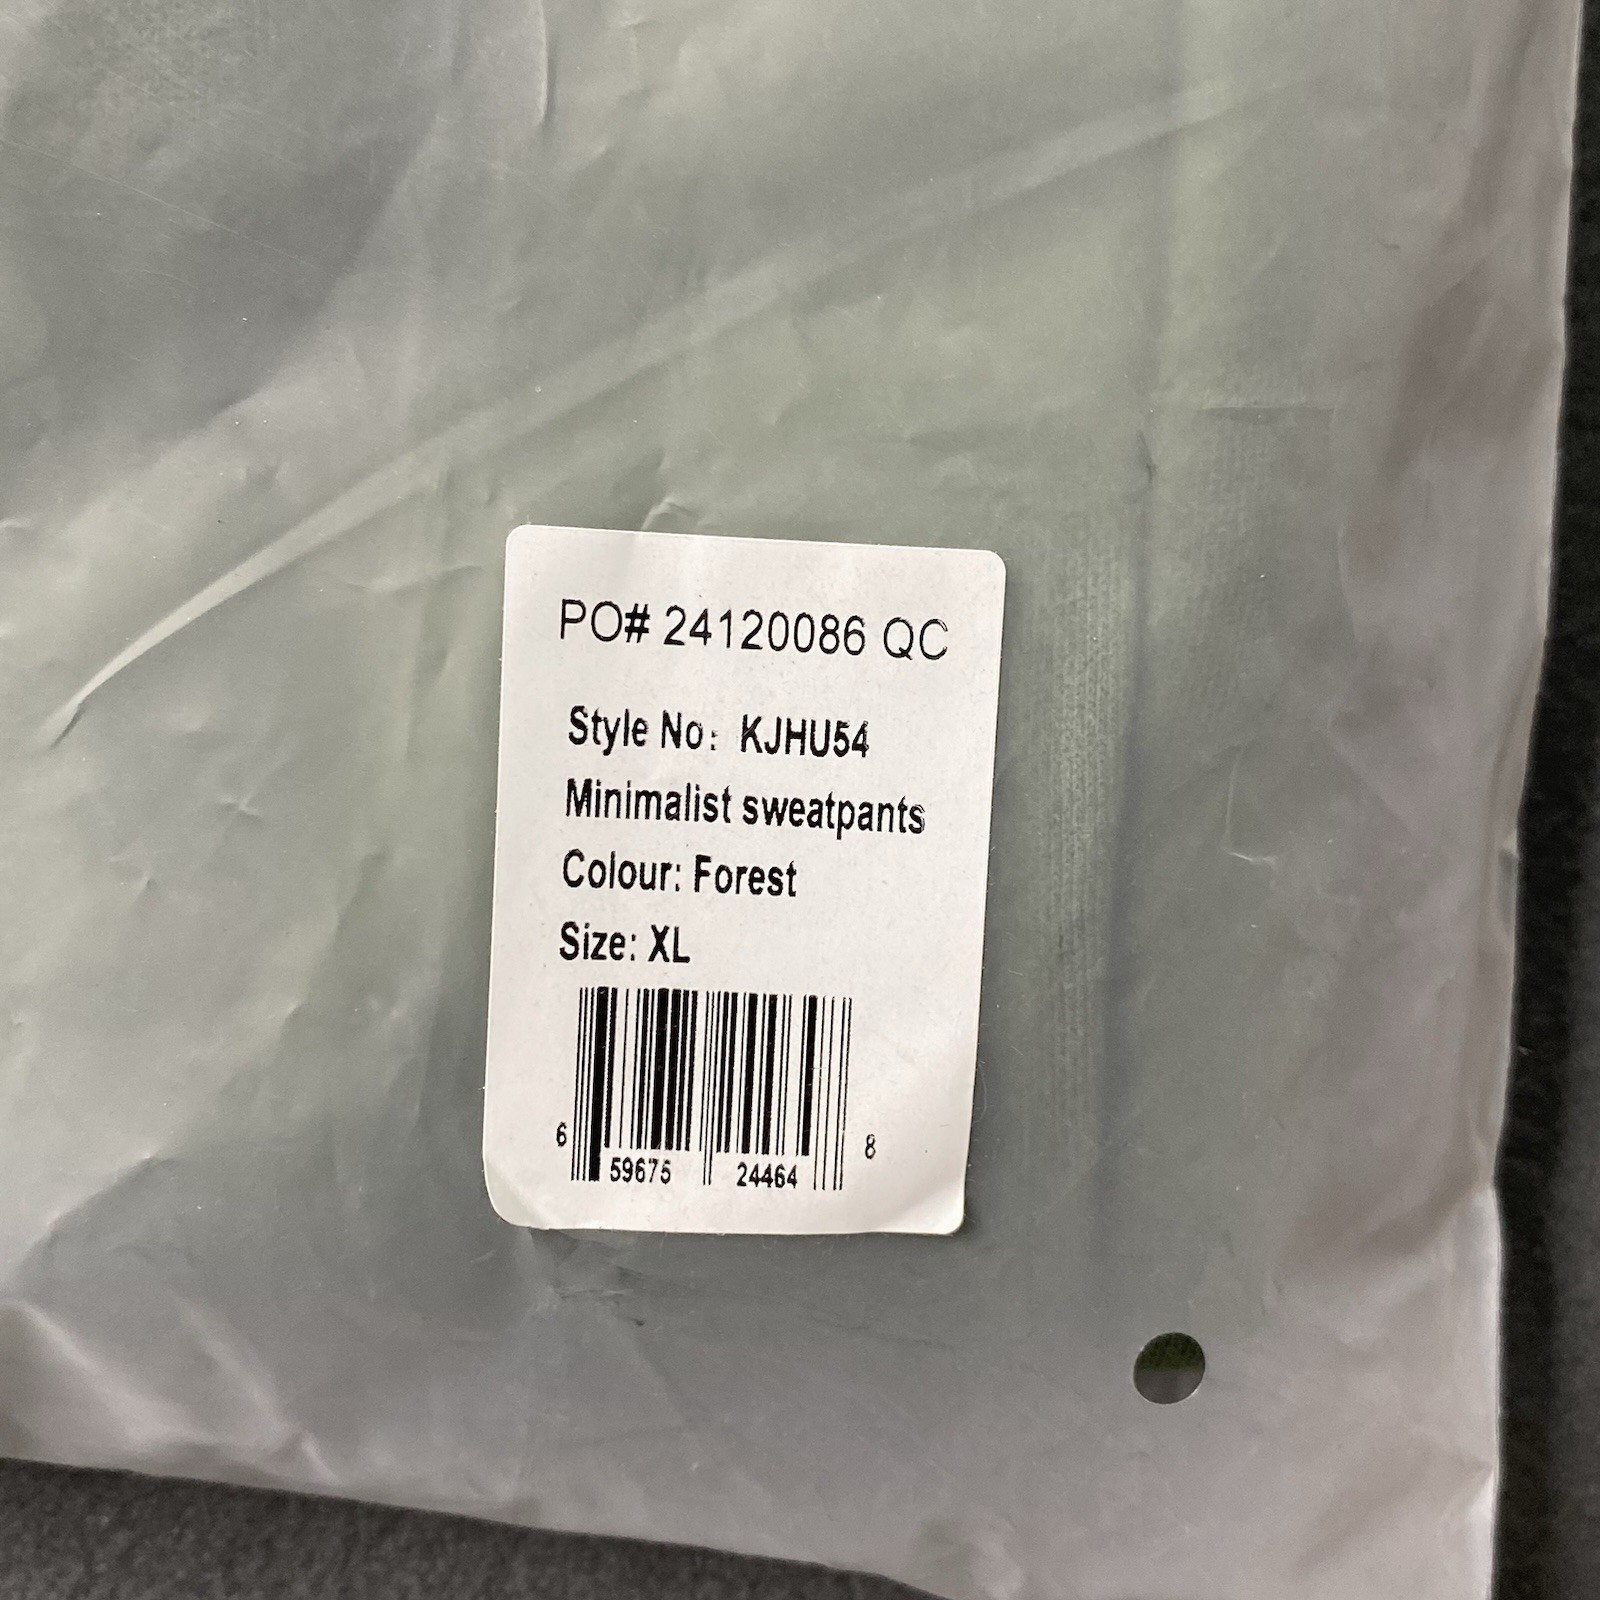 PO# 24120086 QC
Style No: KJHU54
Minimalist sweatpants
Colour: Forest
Size: XL
6 59675 24464 8